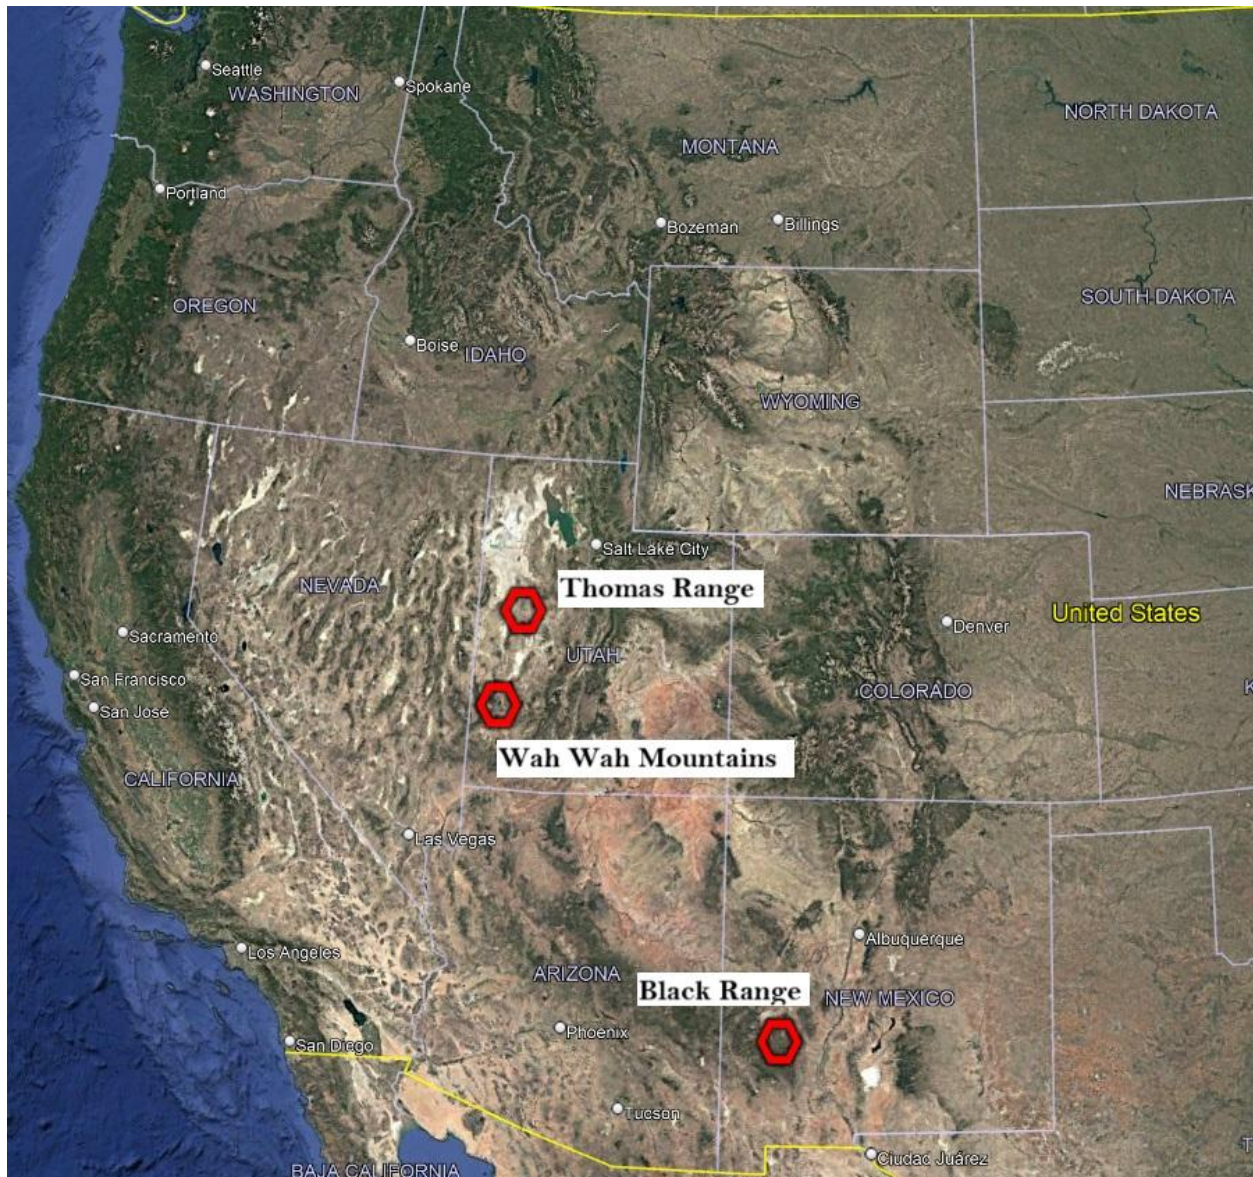 Seattle
WASHINGTON
Spokane
MONTANA
NORTH DAKOTA
Portland
Bozeman
Billings
OREGON
SOUTH DAKOTA
Boise
IDAHO
WYOMING
NEBRASK
Salt Lake City
NEVADA
Thomas Range
United States
Sacramento
Denver
UTAH
San Francisco
COLORADO
K
San Jose
Wah Wah Mountains
CALIFORNIA
Las Vegas
Albuquerque
Los Angeles
ARIZONA
Black Range
NEW MEXICO
Phoenix
San Diego
Tucson
T
Ciudad Juárez
BAJA CALIFORNIA